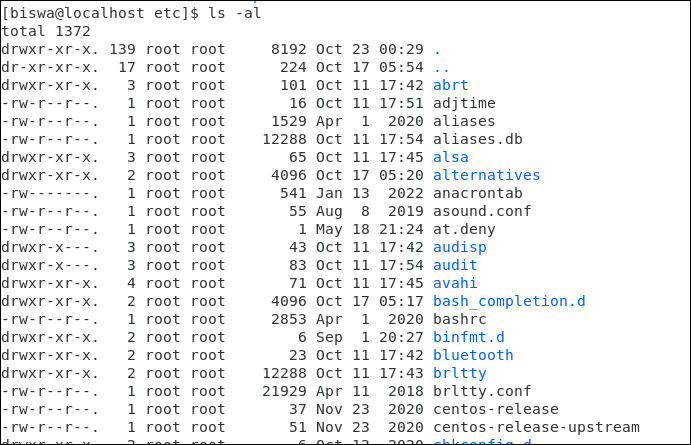 [biswa@localhost etc]$ ls -al
total 1372
drwxr-xr-x. 139 root root     8192 Oct 23 00:29 .
dr-xr-xr-x.  17 root root      224 Oct 17 05:54 ..
drwxr-xr-x.   3 root root      101 Oct 11 17:42 abrt
-rw-r--r--.   1 root root       16 Oct 11 17:51 adjtime
-rw-r--r--.   1 root root     1529 Apr  1  2020 aliases
-rw-r--r--.   1 root root    12288 Oct 11 17:54 aliases.db
drwxr-xr-x.   3 root root       65 Oct 11 17:45 alsa
drwxr-xr-x.   2 root root     4096 Oct 17 05:20 alternatives
-rw-------.   1 root root      541 Jan 13  2022 anacrontab
-rw-r--r--.   1 root root       55 Aug  8  2019 asound.conf
-rw-r--r--.   1 root root        1 May 18 21:24 at.deny
drwxr-x---.   3 root root       43 Oct 11 17:42 audisp
drwxr-x---.   3 root root       83 Oct 11 17:54 audit
drwxr-xr-x.   4 root root       71 Oct 11 17:45 avahi
drwxr-xr-x.   2 root root     4096 Oct 17 05:17 bash_completion.d
-rw-r--r--.   1 root root     2853 Apr  1  2020 bashrc
drwxr-xr-x.   2 root root        6 Sep  1 20:27 binfmt.d
drwxr-xr-x.   2 root root       23 Oct 11 17:42 bluetooth
drwxr-xr-x.   2 root root    12288 Oct 11 17:43 brltty
-rw-r--r--.   1 root root    21929 Apr 11  2018 brltty.conf
-rw-r--r--.   1 root root       37 Nov 23  2020 centos-release
-rw-r--r--.   1 root root       51 Nov 23  2020 centos-release-upstream
drwxr-xr-x.   2 root root        6 Oct 13  2020 chkconfig.d